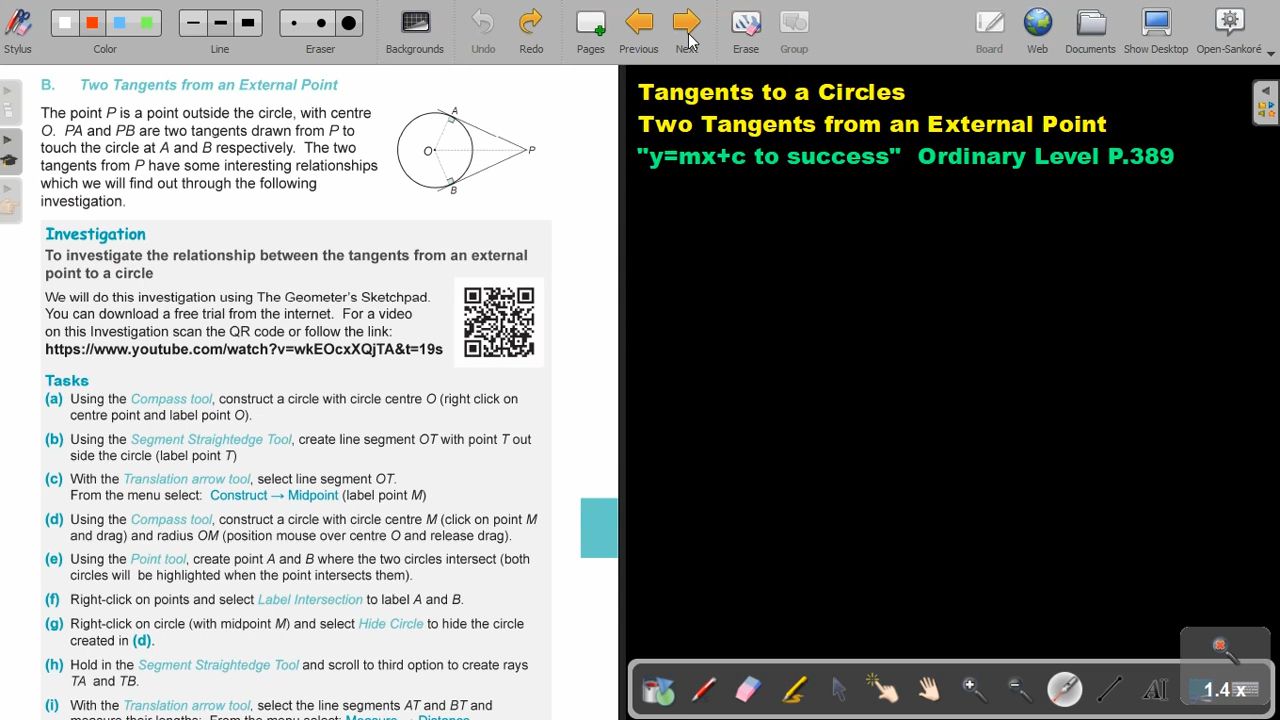 Stylus
Color
Line
Eraser
Backgrounds
Undo
Redo
Pages
Previous
Next
Erase
Group
Board
Web
Documents
Show Desktop
Open-Sankoré
B. Two Tangents from an External Point
The point P is a point outside the circle, with centre
O. PA and PB are two tangents drawn from P to
touch the circle at A and B respectively. The two
tangents from P have some interesting relationships
which we will find out through the following
investigation.
A
O
P
B
Investigation
To investigate the relationship between the tangents from an external
point to a circle
We will do this investigation using The Geometer's Sketchpad.
You can download a free trial from the internet. For a video
on this Investigation scan the QR code or follow the link:
https://www.youtube.com/watch?v=wkEOcxXQjTA&t=19s
Tasks
(a) Using the Compass tool, construct a circle with circle centre O (right click on
centre point and label point O).
(b) Using the Segment Straightedge Tool, create line segment OT with point T out
side the circle (label point T)
(c) With the Translation arrow tool, select line segment OT.
From the menu select: Construct → Midpoint (label point M)
(d) Using the Compass tool, construct a circle with circle centre M (click on point M
and drag) and radius OM (position mouse over centre O and release drag).
(e) Using the Point tool, create point A and B where the two circles intersect (both
circles will be highlighted when the point intersects them).
(f) Right-click on points and select Label Intersection to label A and B.
(g) Right-click on circle (with midpoint M) and select Hide Circle to hide the circle
created in (d).
(h) Hold in the Segment Straightedge Tool and scroll to third option to create rays
TA and TB.
(i) With the Translation arrow tool, select the line segments AT and BT and
measure their lengths: From the menu select: Measure → Distance
Tangents to a Circles
Two Tangents from an External Point
"y=mx+c to success" Ordinary Level P.389
1.4 x